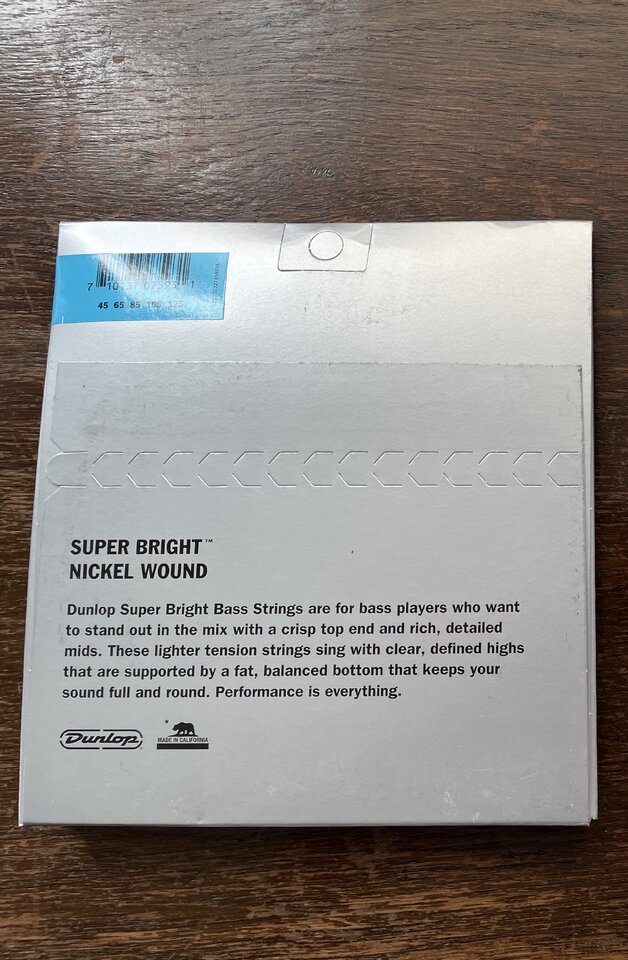 45 65 85 105 125
SUPER BRIGHT™
NICKEL WOUND
Dunlop Super Bright Bass Strings are for bass players who want
to stand out in the mix with a crisp top end and rich, detailed
mids. These lighter tension strings sing with clear, defined highs
that are supported by a fat, balanced bottom that keeps your
sound full and round. Performance is everything.
Dunlop
MADE IN CALIFORNIA